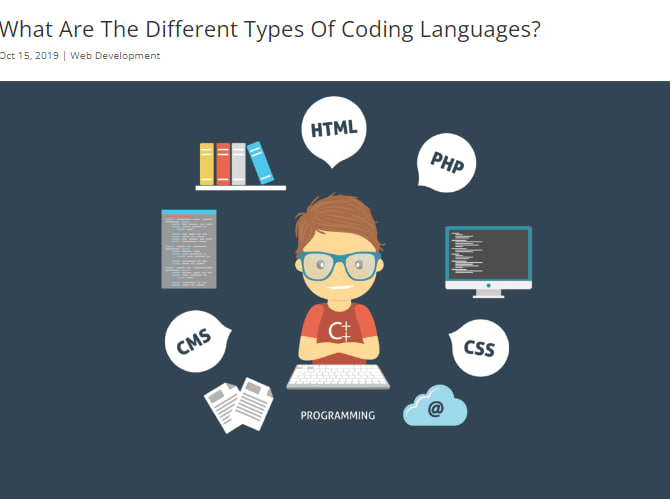 What Are The Different Types Of Coding Languages?
Oct 15, 2019 | Web Development
HTML
PHP
CMS
C++
CSS
@
PROGRAMMING